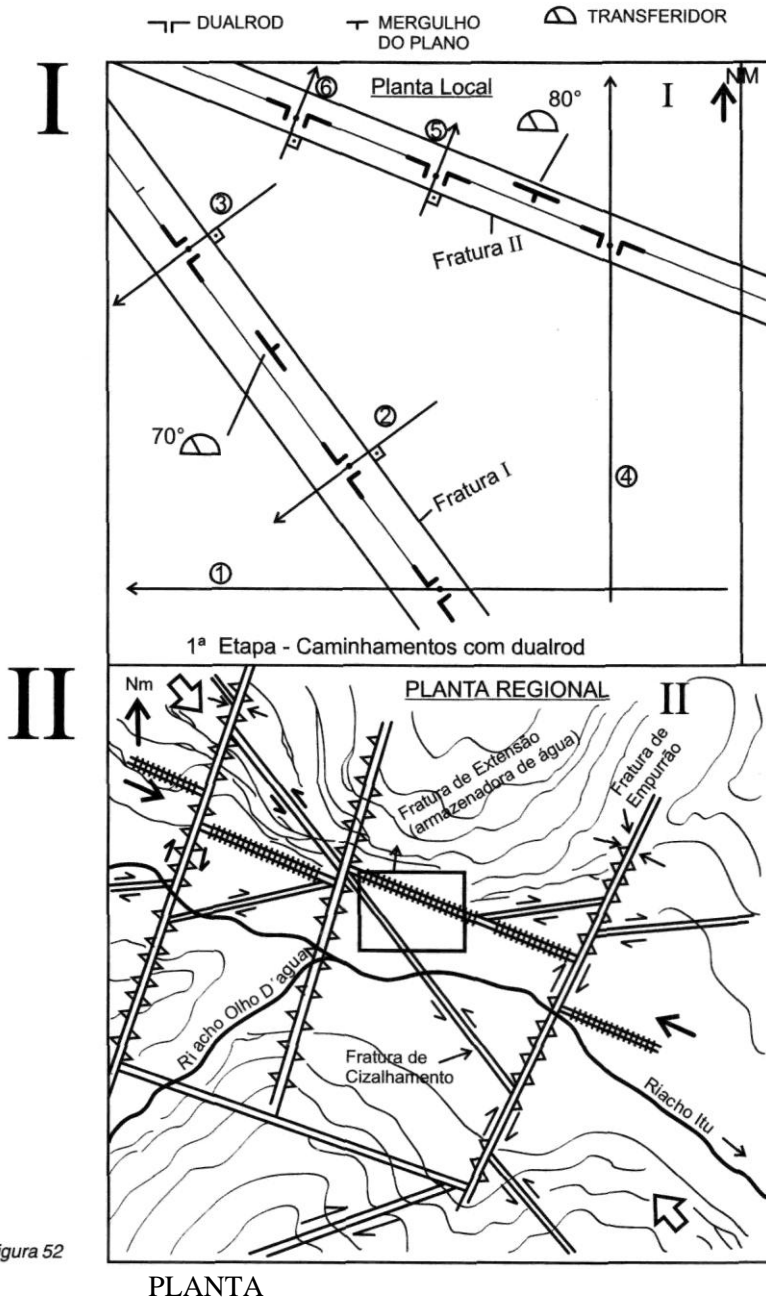 DUALROD
MERGULHO
DO PLANO
TRANSFERIDOR
I
Planta Local
I
NM
80°
⑥
⑤
③
Fratura II
②
70°
④
Fratura I
①
1ª Etapa - Caminhamentos com dualrod
II
Nm
PLANTA REGIONAL
II
Fratura de Extensão
(armazenadora de água)
Fratura de
Empurrão
Ri acho Olho D´agua
Fratura de
Cizalhamento
Riacho Itu
igura 52
PLANTA